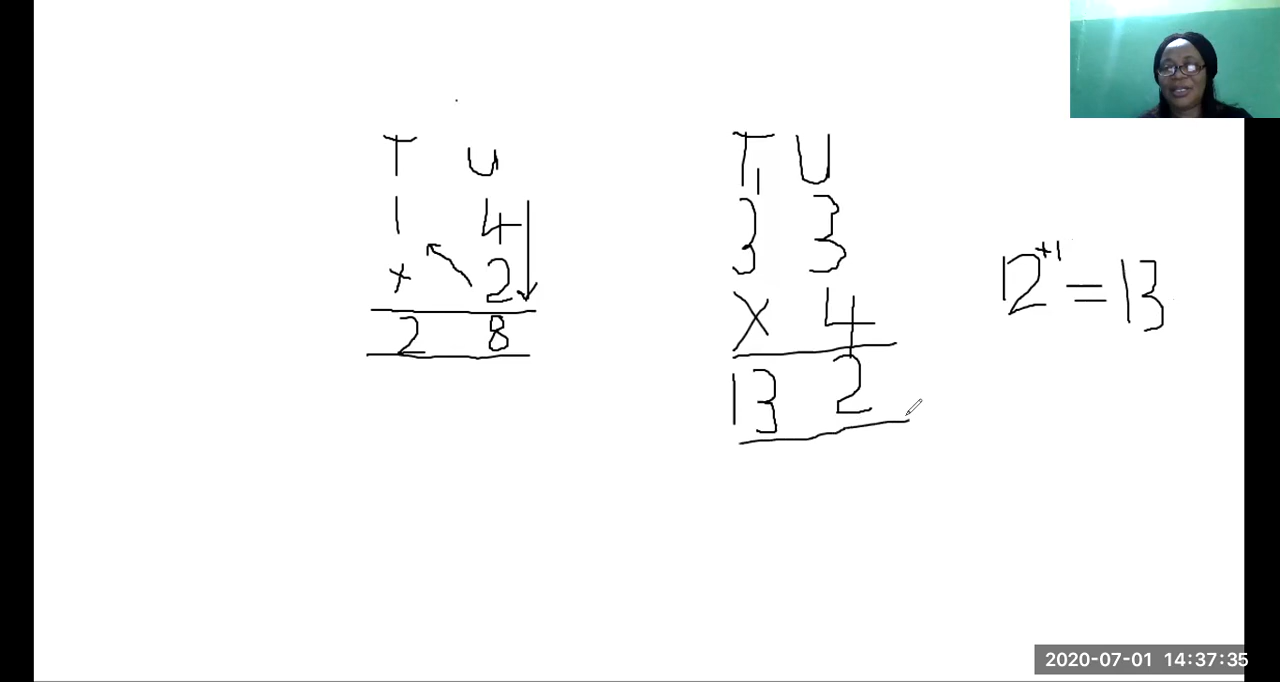 T U
1 4
× 2
2 8
T U
1
3 3
× 4
13 2
12 +1 = 13
2020-07-01 14:37:35